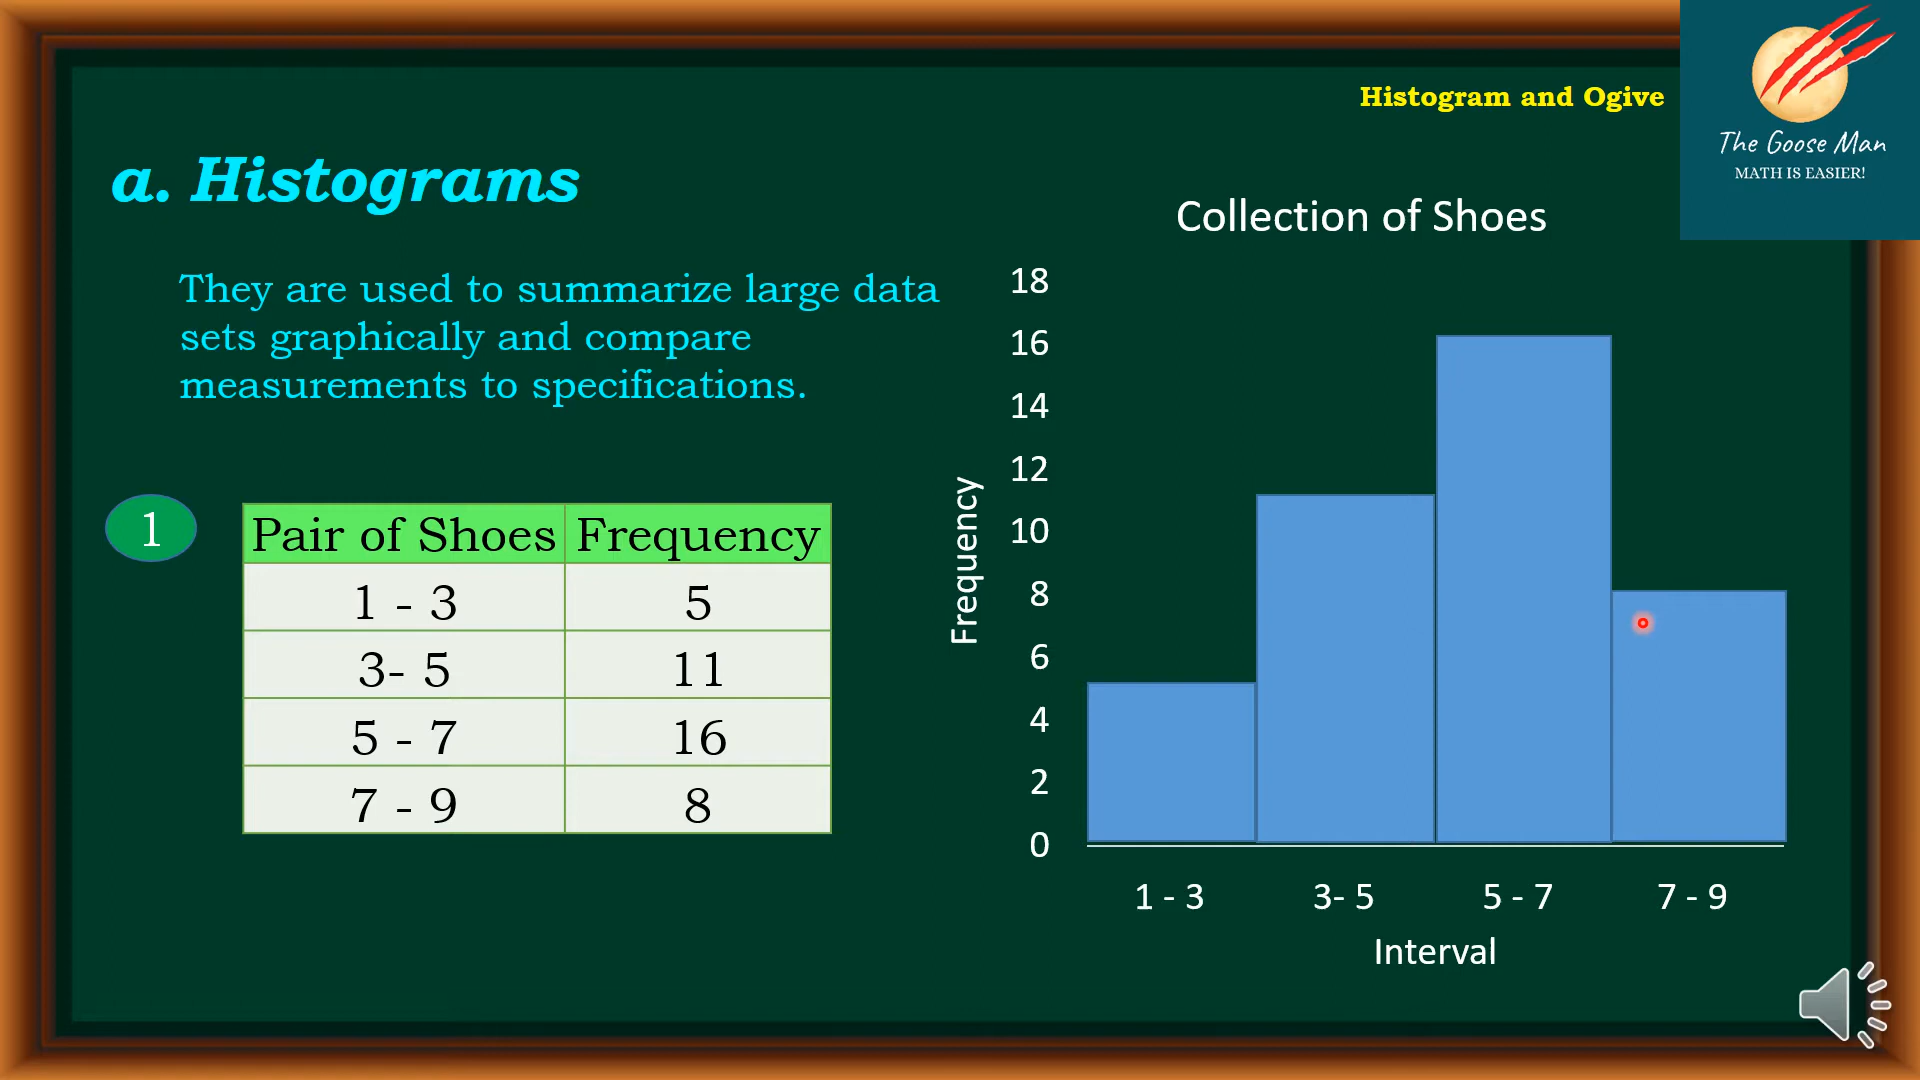 Histogram and Ogive
The Goose Man
MATH IS EASIER!
a. Histograms
They are used to summarize large data
sets graphically and compare
measurements to specifications.
1
Pair of Shoes Frequency
1 - 3 5
3- 5 11
5 - 7 16
7 - 9 8
Collection of Shoes
Frequency
18
16
14
12
10
8
6
4
2
0
1 - 3 3- 5 5 - 7 7 - 9
Interval